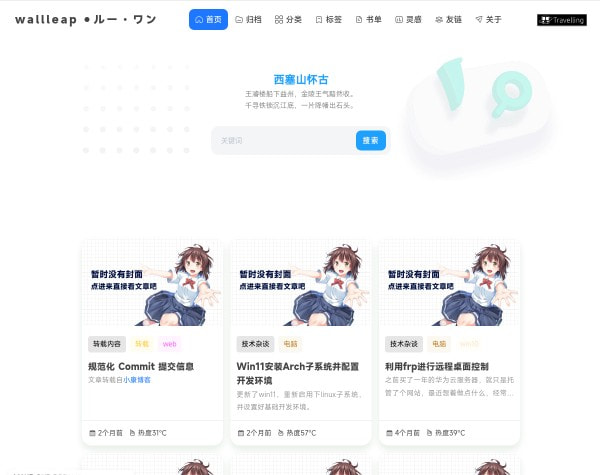 wallleap •ルー・ワン
首页 归档 分类 标签 书单 灵感 友链 关于
Travelling
西塞山怀古
王濬楼船下益州，金陵王气黯然收。
千寻铁锁沉江底，一片降幡出石头。
关键词 搜索
暂时没有封面 点进来直接看文章吧
暂时没有封面 点进来直接看文章吧
暂时没有封面 点进来直接看文章吧
转载内容 转载 web
规范化 Commit 提交信息
文章转载自小康博客
2个月前 热度31℃
技术杂谈 电脑
Win11安装Arch子系统并配置开发环境
更新了win11，重新启用下linux子系统，并设置好基础开发环境。
2个月前 热度57℃
技术杂谈 电脑
利用frp进行远程桌面控制
之前买了一年的华为云服务器，就只是托管了个网站，最近想着做点什么，经常…
4个月前 热度39℃